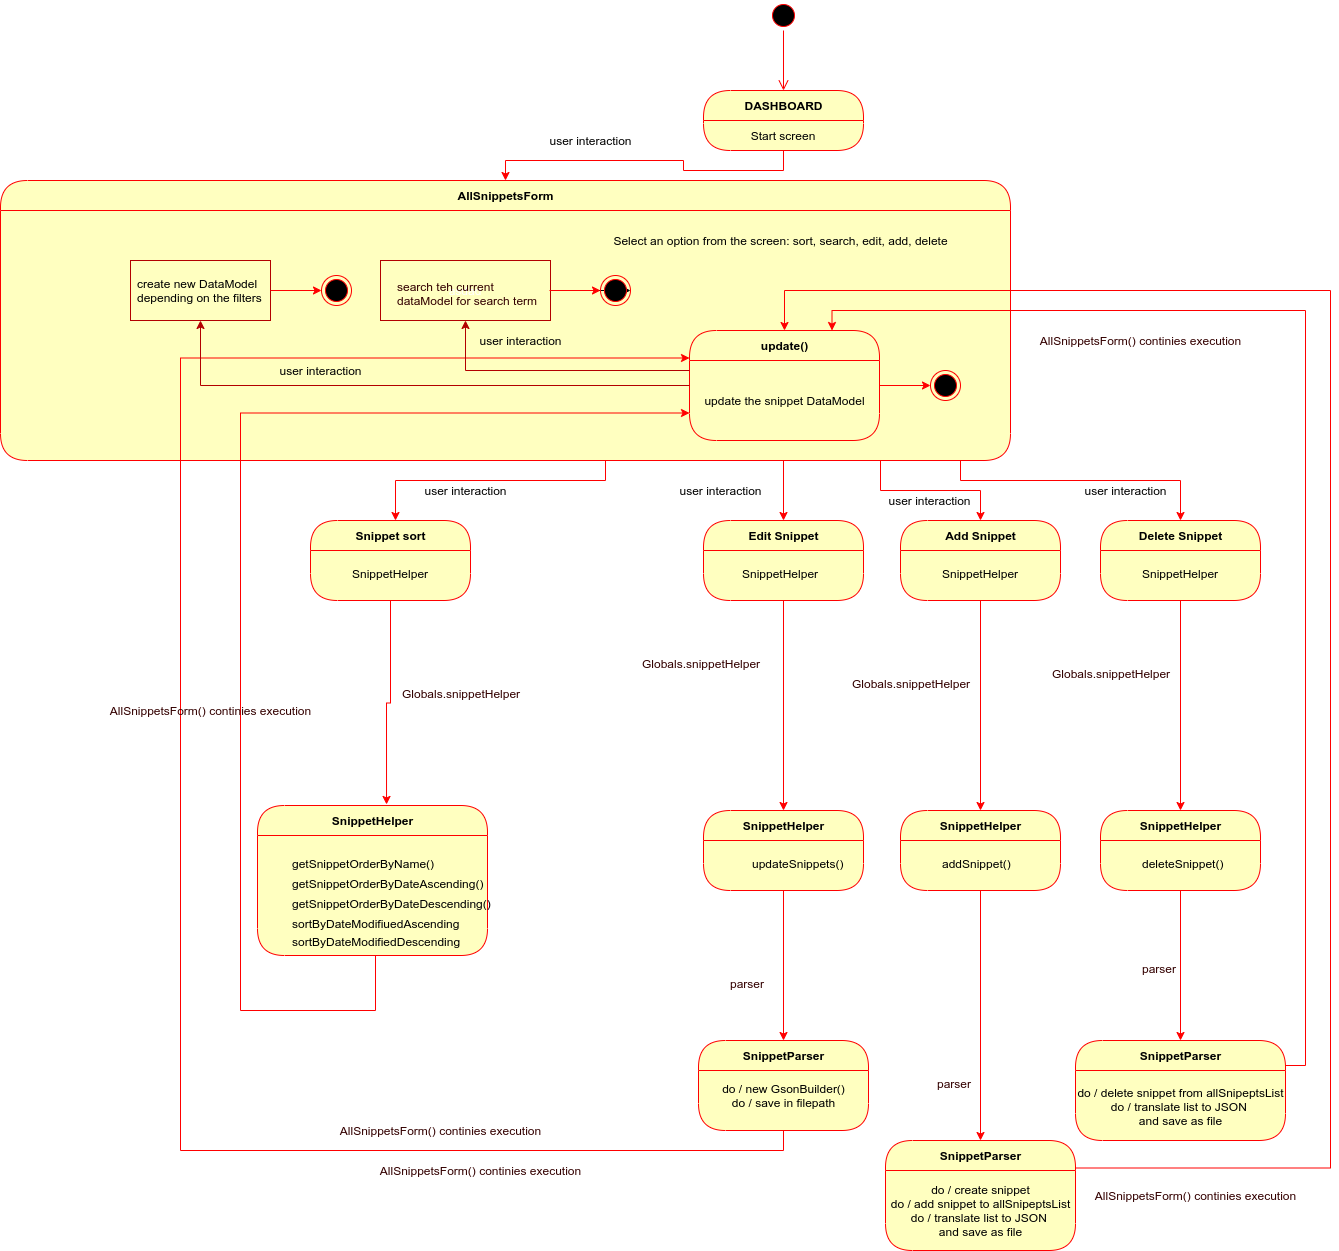 DASHBOARD
Start screen
user interaction
AllSnippetsForm
Select an option from the screen: sort, search, edit, add, delete
create new DataModel
depending on the filters
search teh current
dataModel for search term
user interaction
user interaction
update()
update the snippet DataModel
AllSnippetsForm() continies execution
user interaction
user interaction
user interaction
user interaction
Snippet sort
SnippetHelper
Edit Snippet
SnippetHelper
Add Snippet
SnippetHelper
Delete Snippet
SnippetHelper
Globals.snippetHelper
Globals.snippetHelper
Globals.snippetHelper
Globals.snippetHelper
AllSnippetsForm() continies execution
SnippetHelper
getSnippetOrderByName()
getSnippetOrderByDateAscending()
getSnippetOrderByDateDescending()
sortByDateModifiuedAscending
sortByDateModifiedDescending
SnippetHelper
updateSnippets()
SnippetHelper
addSnippet()
SnippetHelper
deleteSnippet()
parser
parser
parser
SnippetParser
do / new GsonBuilder()
do / save in filepath
SnippetParser
do / delete snippet from allSnipeptsList
do / translate list to JSON
and save as file
AllSnippetsForm() continies execution
AllSnippetsForm() continies execution
SnippetParser
do / create snippet
do / add snippet to allSnipeptsList
do / translate list to JSON
and save as file
AllSnippetsForm() continies execution